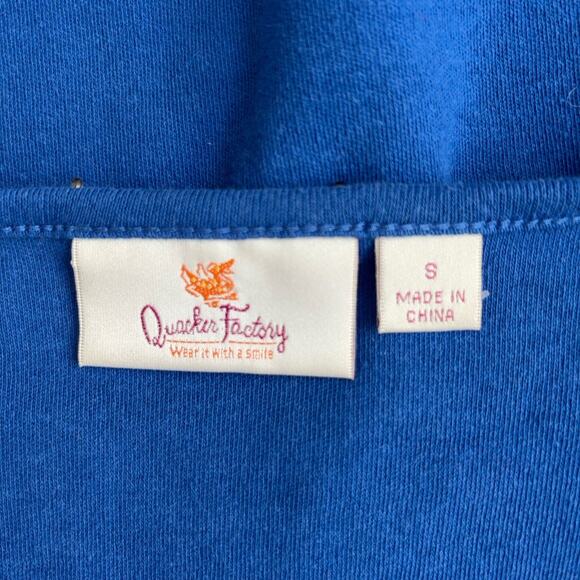 Quacker Factory
Wear it with a smile
S
MADE IN
CHINA